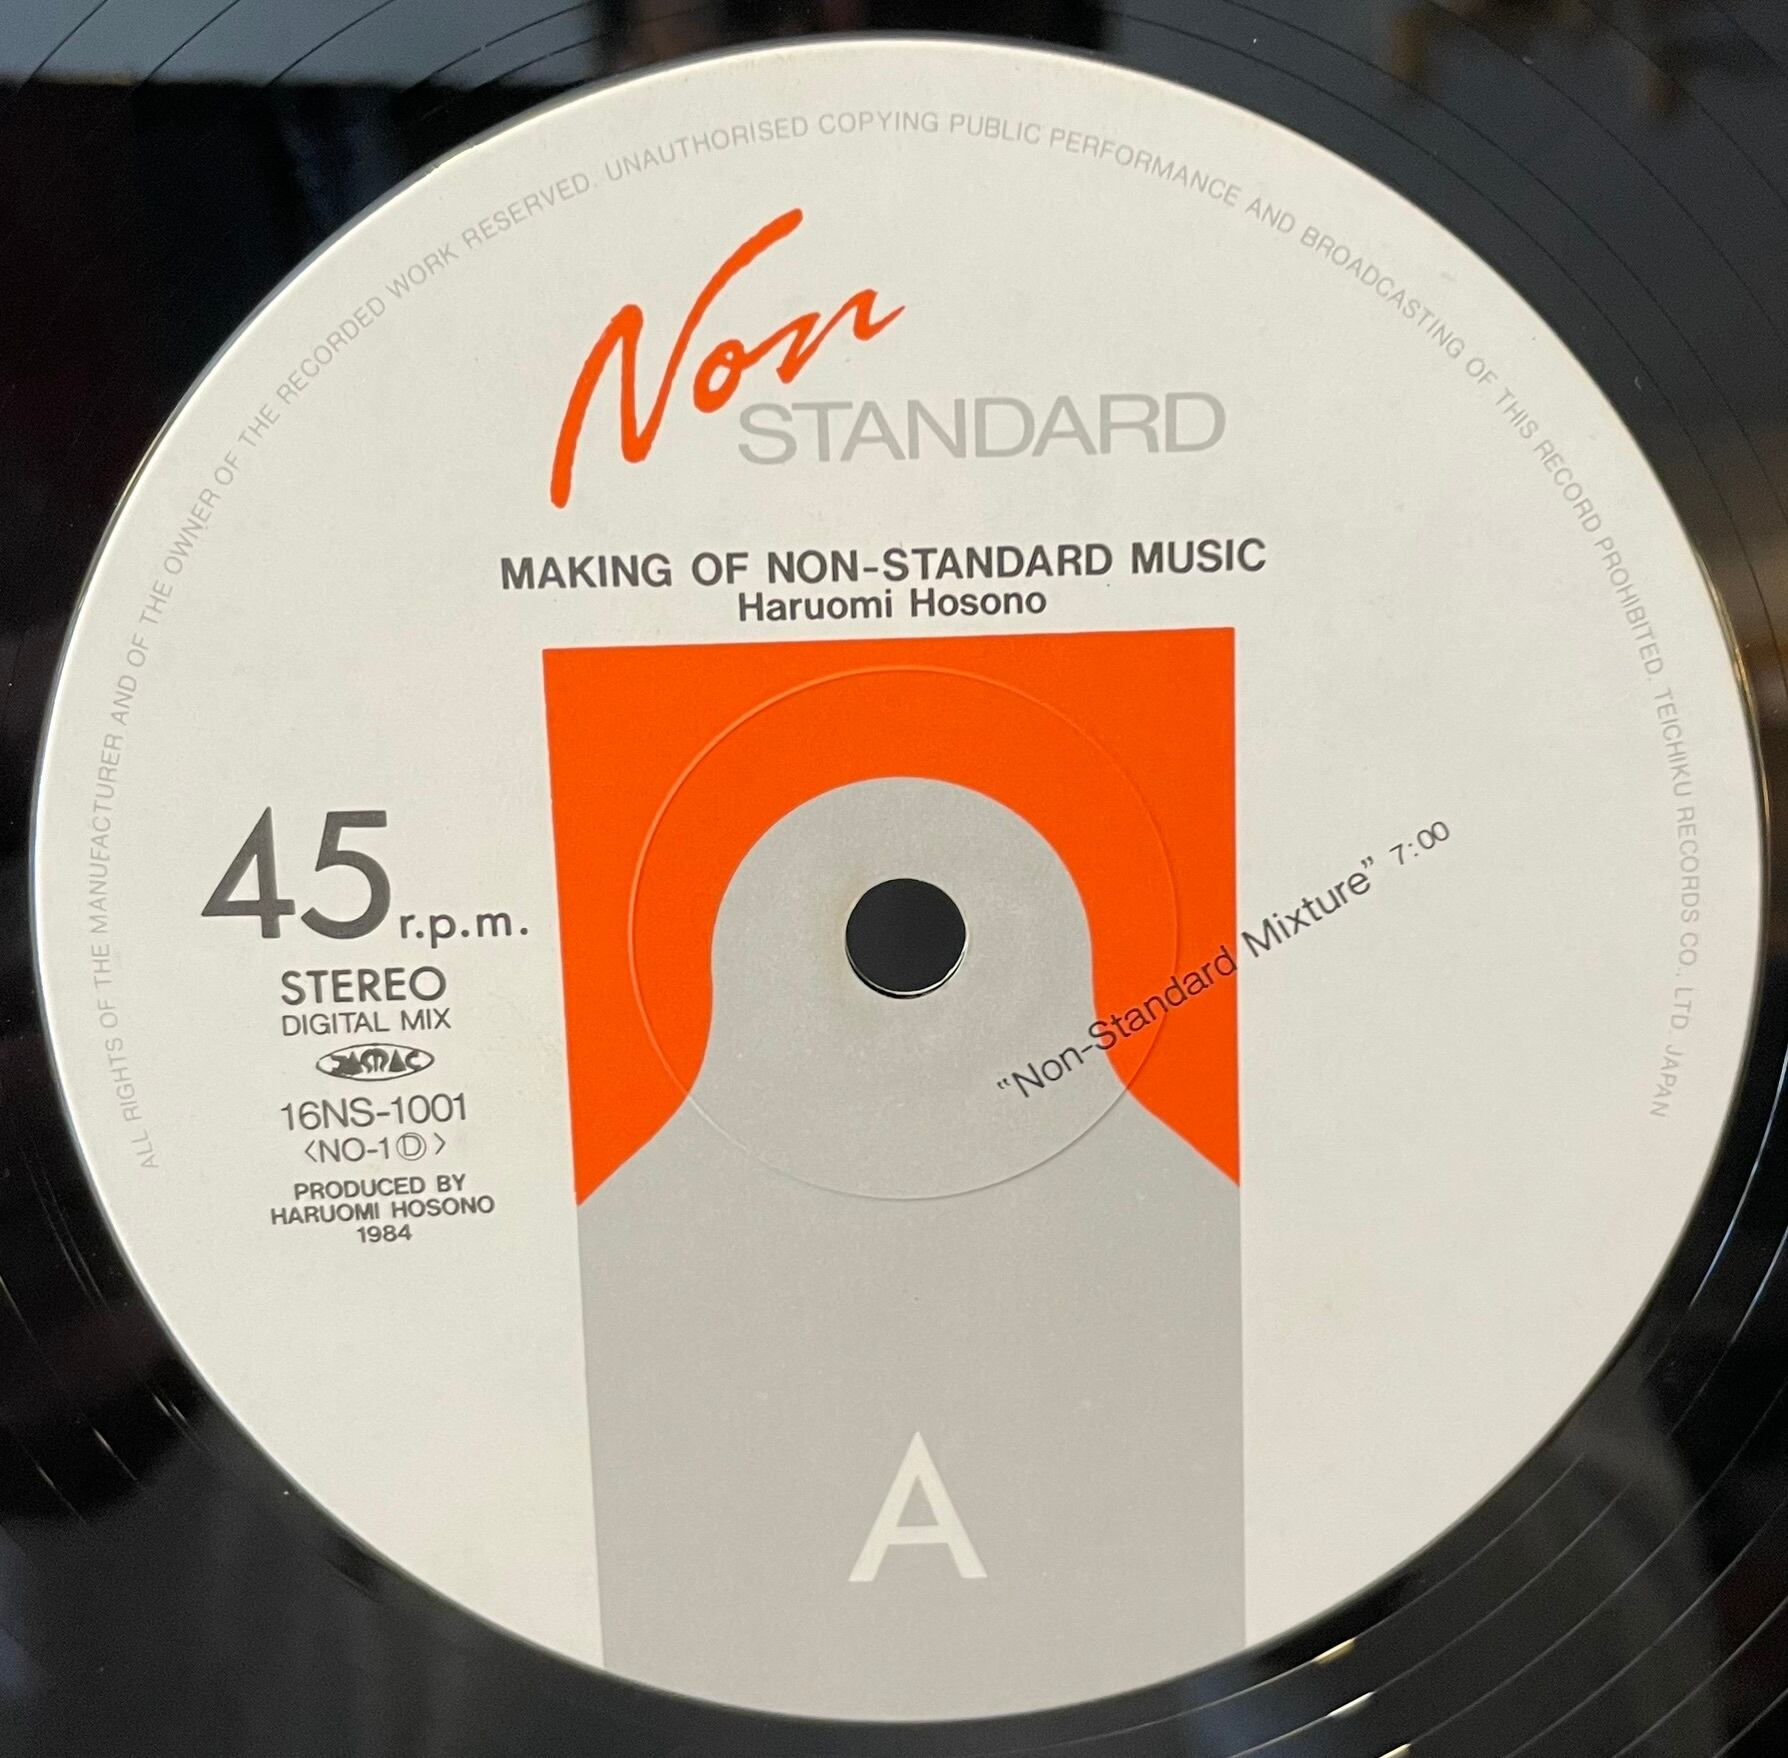 ALL RIGHTS OF THE MANUFACTURER AND OF THE OWNER OF THE RECORDED WORK RESERVED. UNAUTHORISED COPYING PUBLIC PERFORMANCE AND BROADCASTING OF THIS RECORD PROHIBITED. TEICHIKU RECORDS CO., LTD. JAPAN
Non
STANDARD
MAKING OF NON-STANDARD MUSIC
Haruomi Hosono
45 r.p.m.
STEREO
DIGITAL MIX
JASRAC
16NS-1001
<NO-1Ⓓ>
PRODUCED BY
HARUOMI HOSONO
1984
"Non-Standard Mixture" 7:00
A